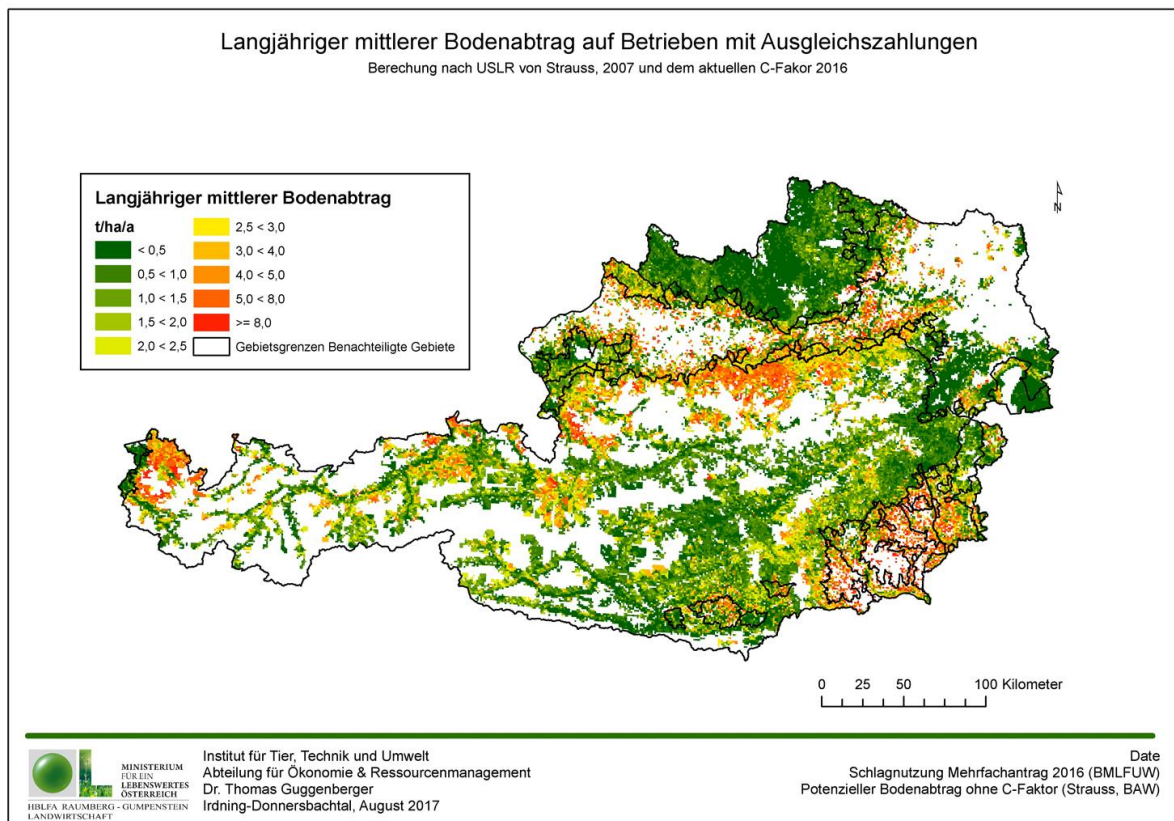 Langjähriger mittlerer Bodenabtrag auf Betrieben mit Ausgleichszahlungen
Berechung nach USLR von Strauss, 2007 und dem aktuellen C-Fakor 2016
Langjähriger mittlerer Bodenabtrag
t/ha/a
< 0,5
0,5 < 1,0
1,0 < 1,5
1,5 < 2,0
2,0 < 2,5
2,5 < 3,0
3,0 < 4,0
4,0 < 5,0
5,0 < 8,0
>= 8,0
Gebietsgrenzen Benachteiligte Gebiete
N
0 25 50 100 Kilometer
MINISTERIUM
FÜR EIN
LEBENSWERTES
ÖSTERREICH
HBLFA RAUMBERG - GUMPENSTEIN
LANDWIRTSCHAFT
Institut für Tier, Technik und Umwelt
Abteilung für Ökonomie & Ressourcenmanagement
Dr. Thomas Guggenberger
Irdning-Donnersbachtal, August 2017
Date
Schlagnutzung Mehrfachantrag 2016 (BMLFUW)
Potenzieller Bodenabtrag ohne C-Faktor (Strauss, BAW)